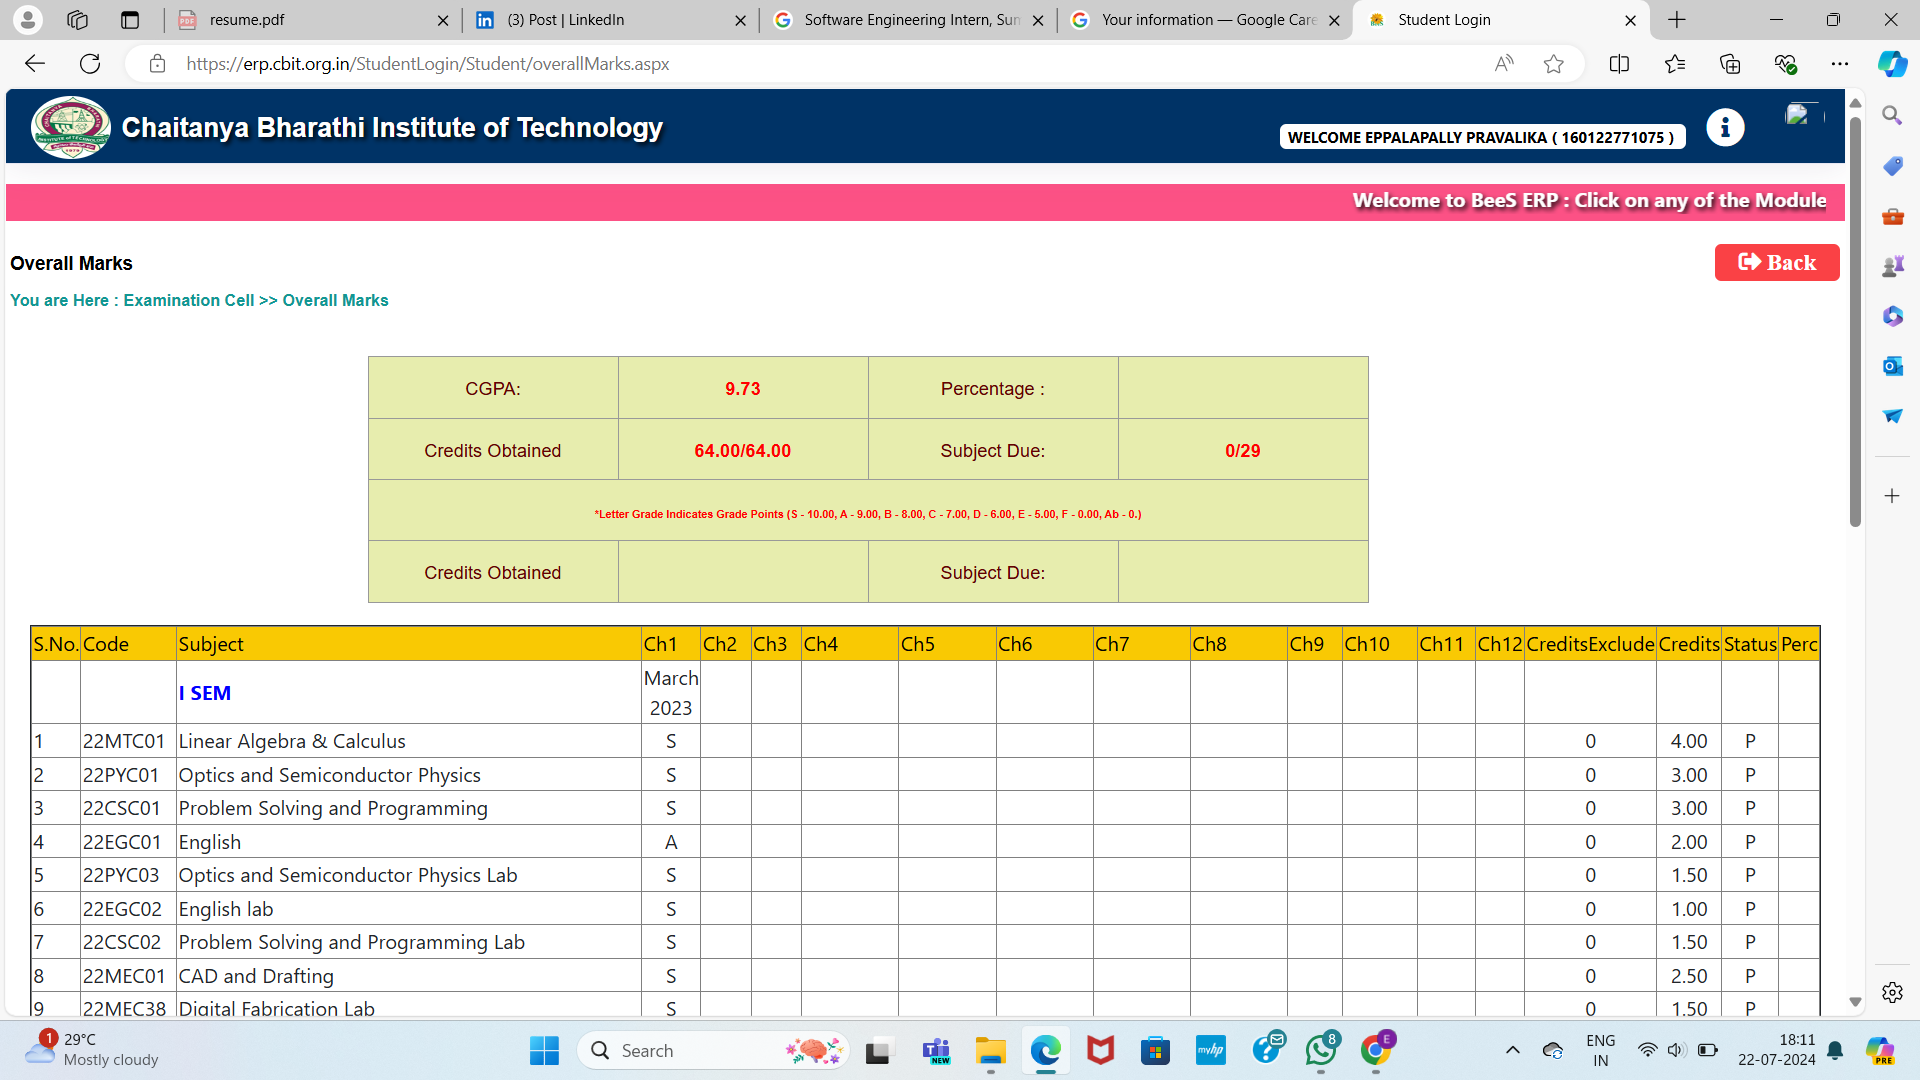 resume.pdf
(3) Post | LinkedIn
Software Engineering Intern, Sun
Your information — Google Care
Student Login
https://erp.cbit.org.in/StudentLogin/Student/overallMarks.aspx
Chaitanya Bharathi Institute of Technology
WELCOME EPPALAPALLY PRAVALIKA ( 160122771075 )
Welcome to BeeS ERP : Click on any of the Module
Overall Marks
Back
You are Here : Examination Cell >> Overall Marks
CGPA: 9.73 Percentage :
Credits Obtained 64.00/64.00 Subject Due: 0/29
*Letter Grade Indicates Grade Points (S - 10.00, A - 9.00, B - 8.00, C - 7.00, D - 6.00, E - 5.00, F - 0.00, Ab - 0.)
Credits Obtained Subject Due:
S.No. Code Subject Ch1 Ch2 Ch3 Ch4 Ch5 Ch6 Ch7 Ch8 Ch9 Ch10 Ch11 Ch12 CreditsExclude Credits Status Perc
I SEM March 2023
1 22MTC01 Linear Algebra & Calculus S 0 4.00 P
2 22PYC01 Optics and Semiconductor Physics S 0 3.00 P
3 22CSC01 Problem Solving and Programming S 0 3.00 P
4 22EGC01 English A 0 2.00 P
5 22PYC03 Optics and Semiconductor Physics Lab S 0 1.50 P
6 22EGC02 English lab S 0 1.00 P
7 22CSC02 Problem Solving and Programming Lab S 0 1.50 P
8 22MEC01 CAD and Drafting S 0 2.50 P
9 22MEC38 Digital Fabrication Lab S 0 1.50 P
1
29°C
Mostly cloudy
Search
NEW
myhp
8
E
ENG
IN
18:11
22-07-2024
PRE